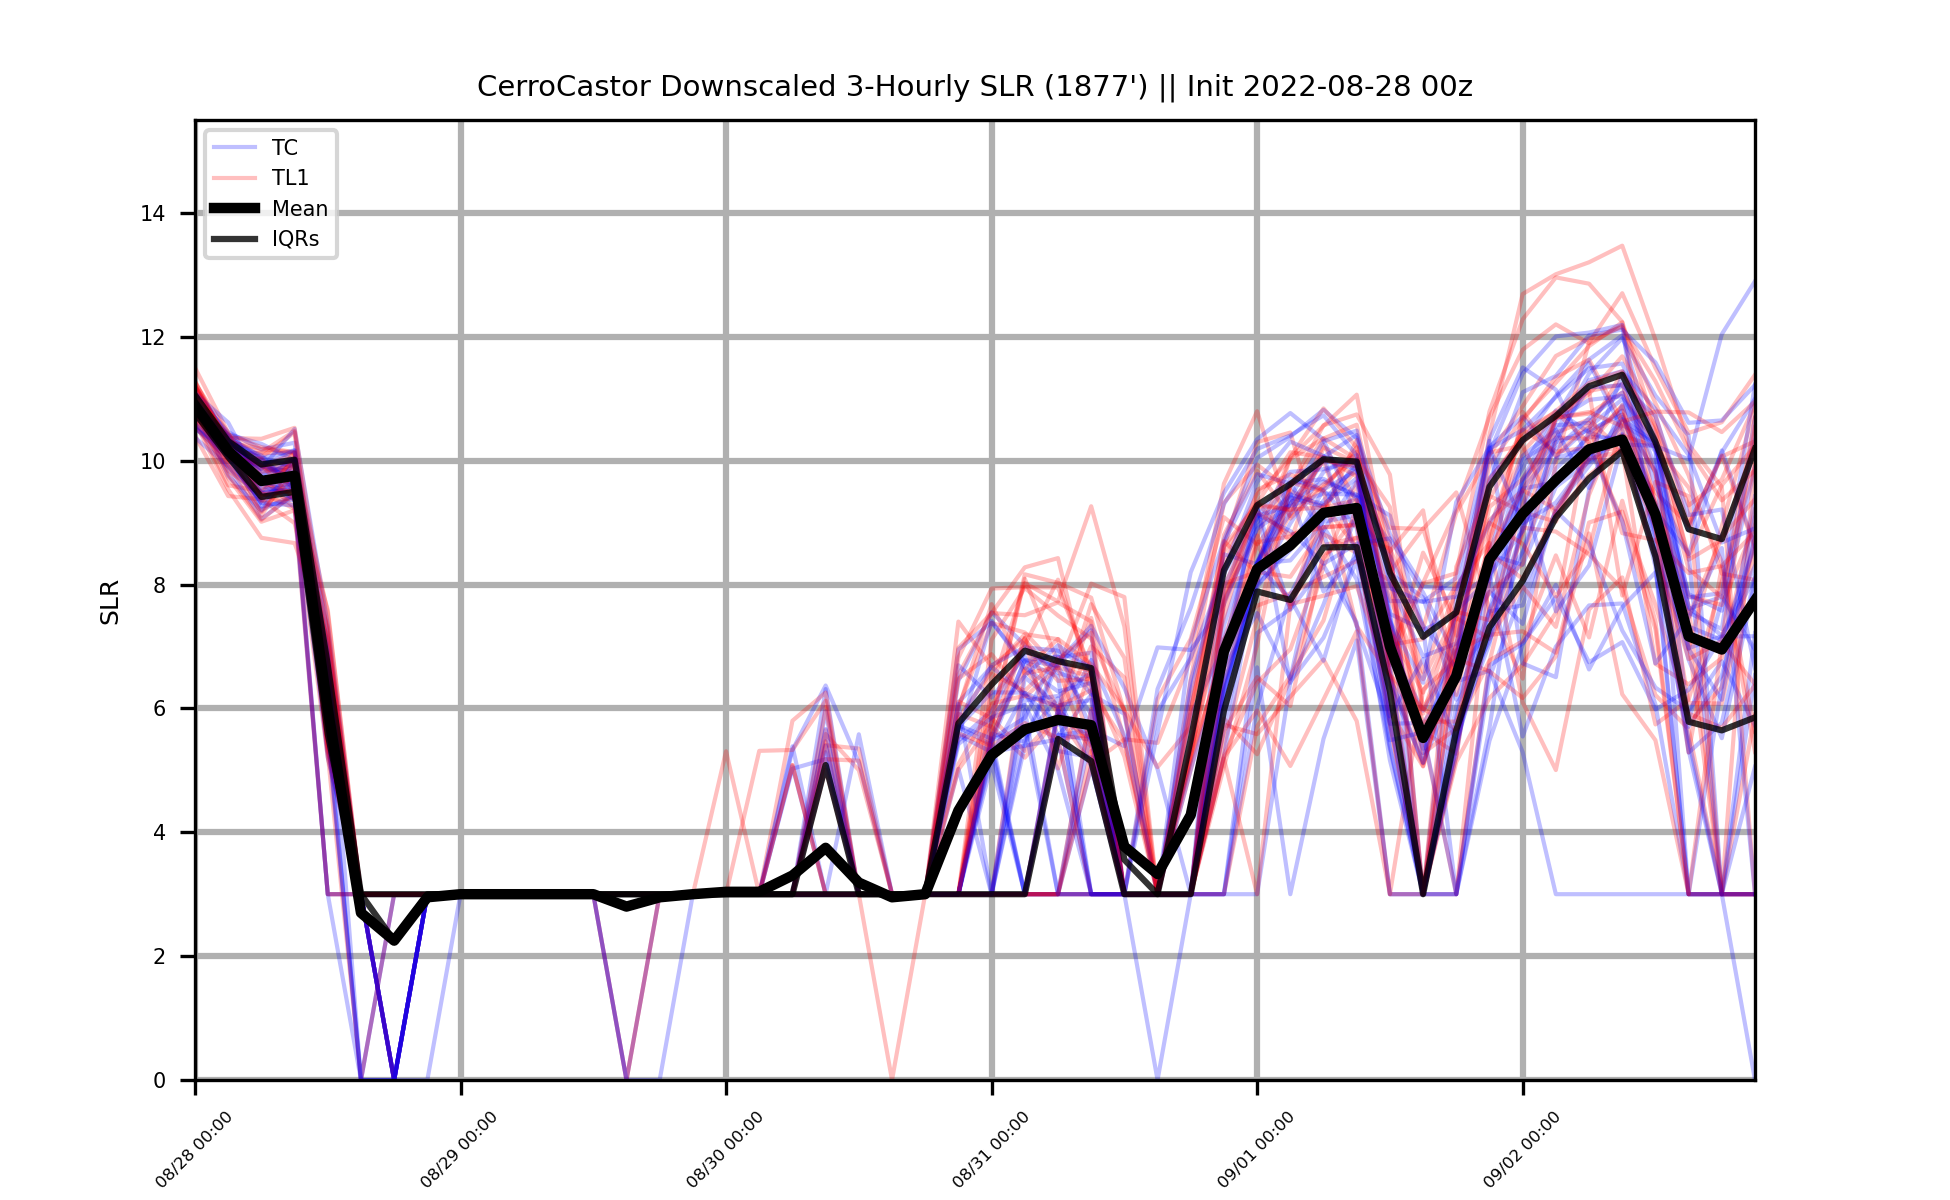 CerroCastor Downscaled 3-Hourly SLR (1877') || Init 2022-08-28 00z
TC
TL1
Mean
IQRs
SLR
14
12
10
8
6
4
2
0
08/28 00:00
08/29 00:00
08/30 00:00
08/31 00:00
09/01 00:00
09/02 00:00